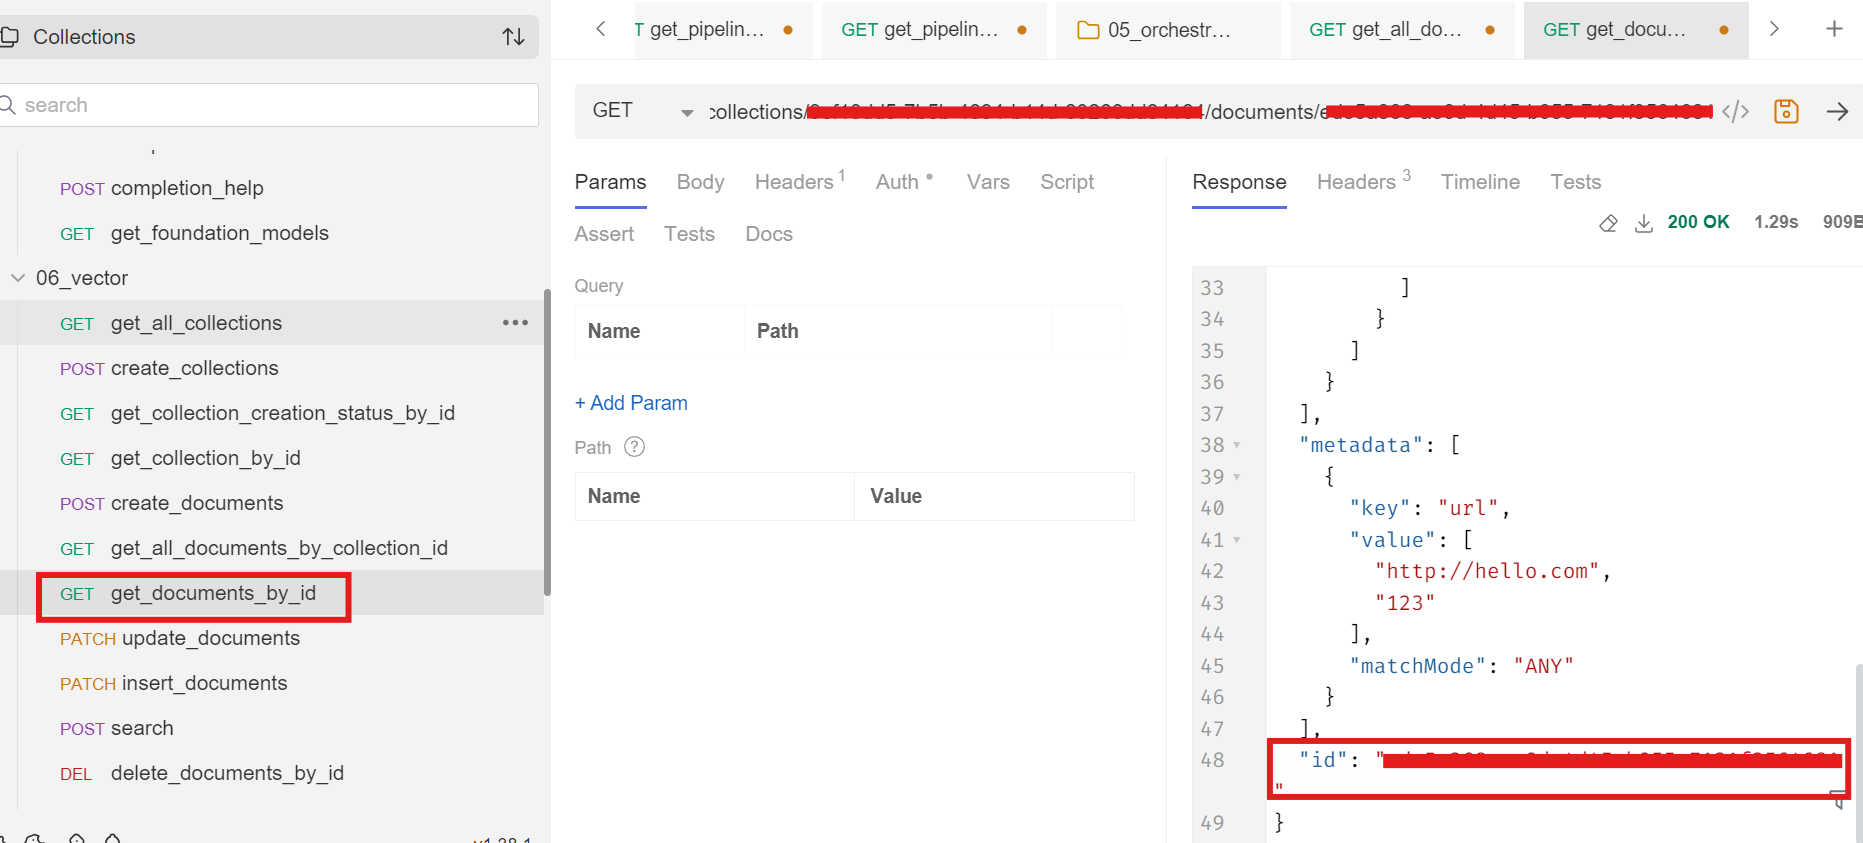 Collections
search
POST completion_help
GET get_foundation_models
06_vector
GET get_all_collections
POST create_collections
GET get_collection_creation_status_by_id
GET get_collection_by_id
POST create_documents
GET get_all_documents_by_collection_id
GET get_documents_by_id
PATCH update_documents
PATCH insert_documents
POST search
DEL delete_documents_by_id
v1.38.1
GET get_pipelin...
GET get_pipelin...
05_orchestr...
GET get_all_do...
GET get_docu...
GET
collections/
/documents/
Params Body Headers 1 Auth Vars Script
Assert Tests Docs
Query
Name Path
+ Add Param
Path ?
Name Value
Response Headers 3 Timeline Tests
200 OK 1.29s 909B
33 ]
34 }
35 ]
36 }
37 ],
38 "metadata": [
39 {
40 "key": "url",
41 "value": [
42 "http://hello.com",
43 "123"
44 ],
45 "matchMode": "ANY"
46 }
47 ],
48 "id": "
"
49 }